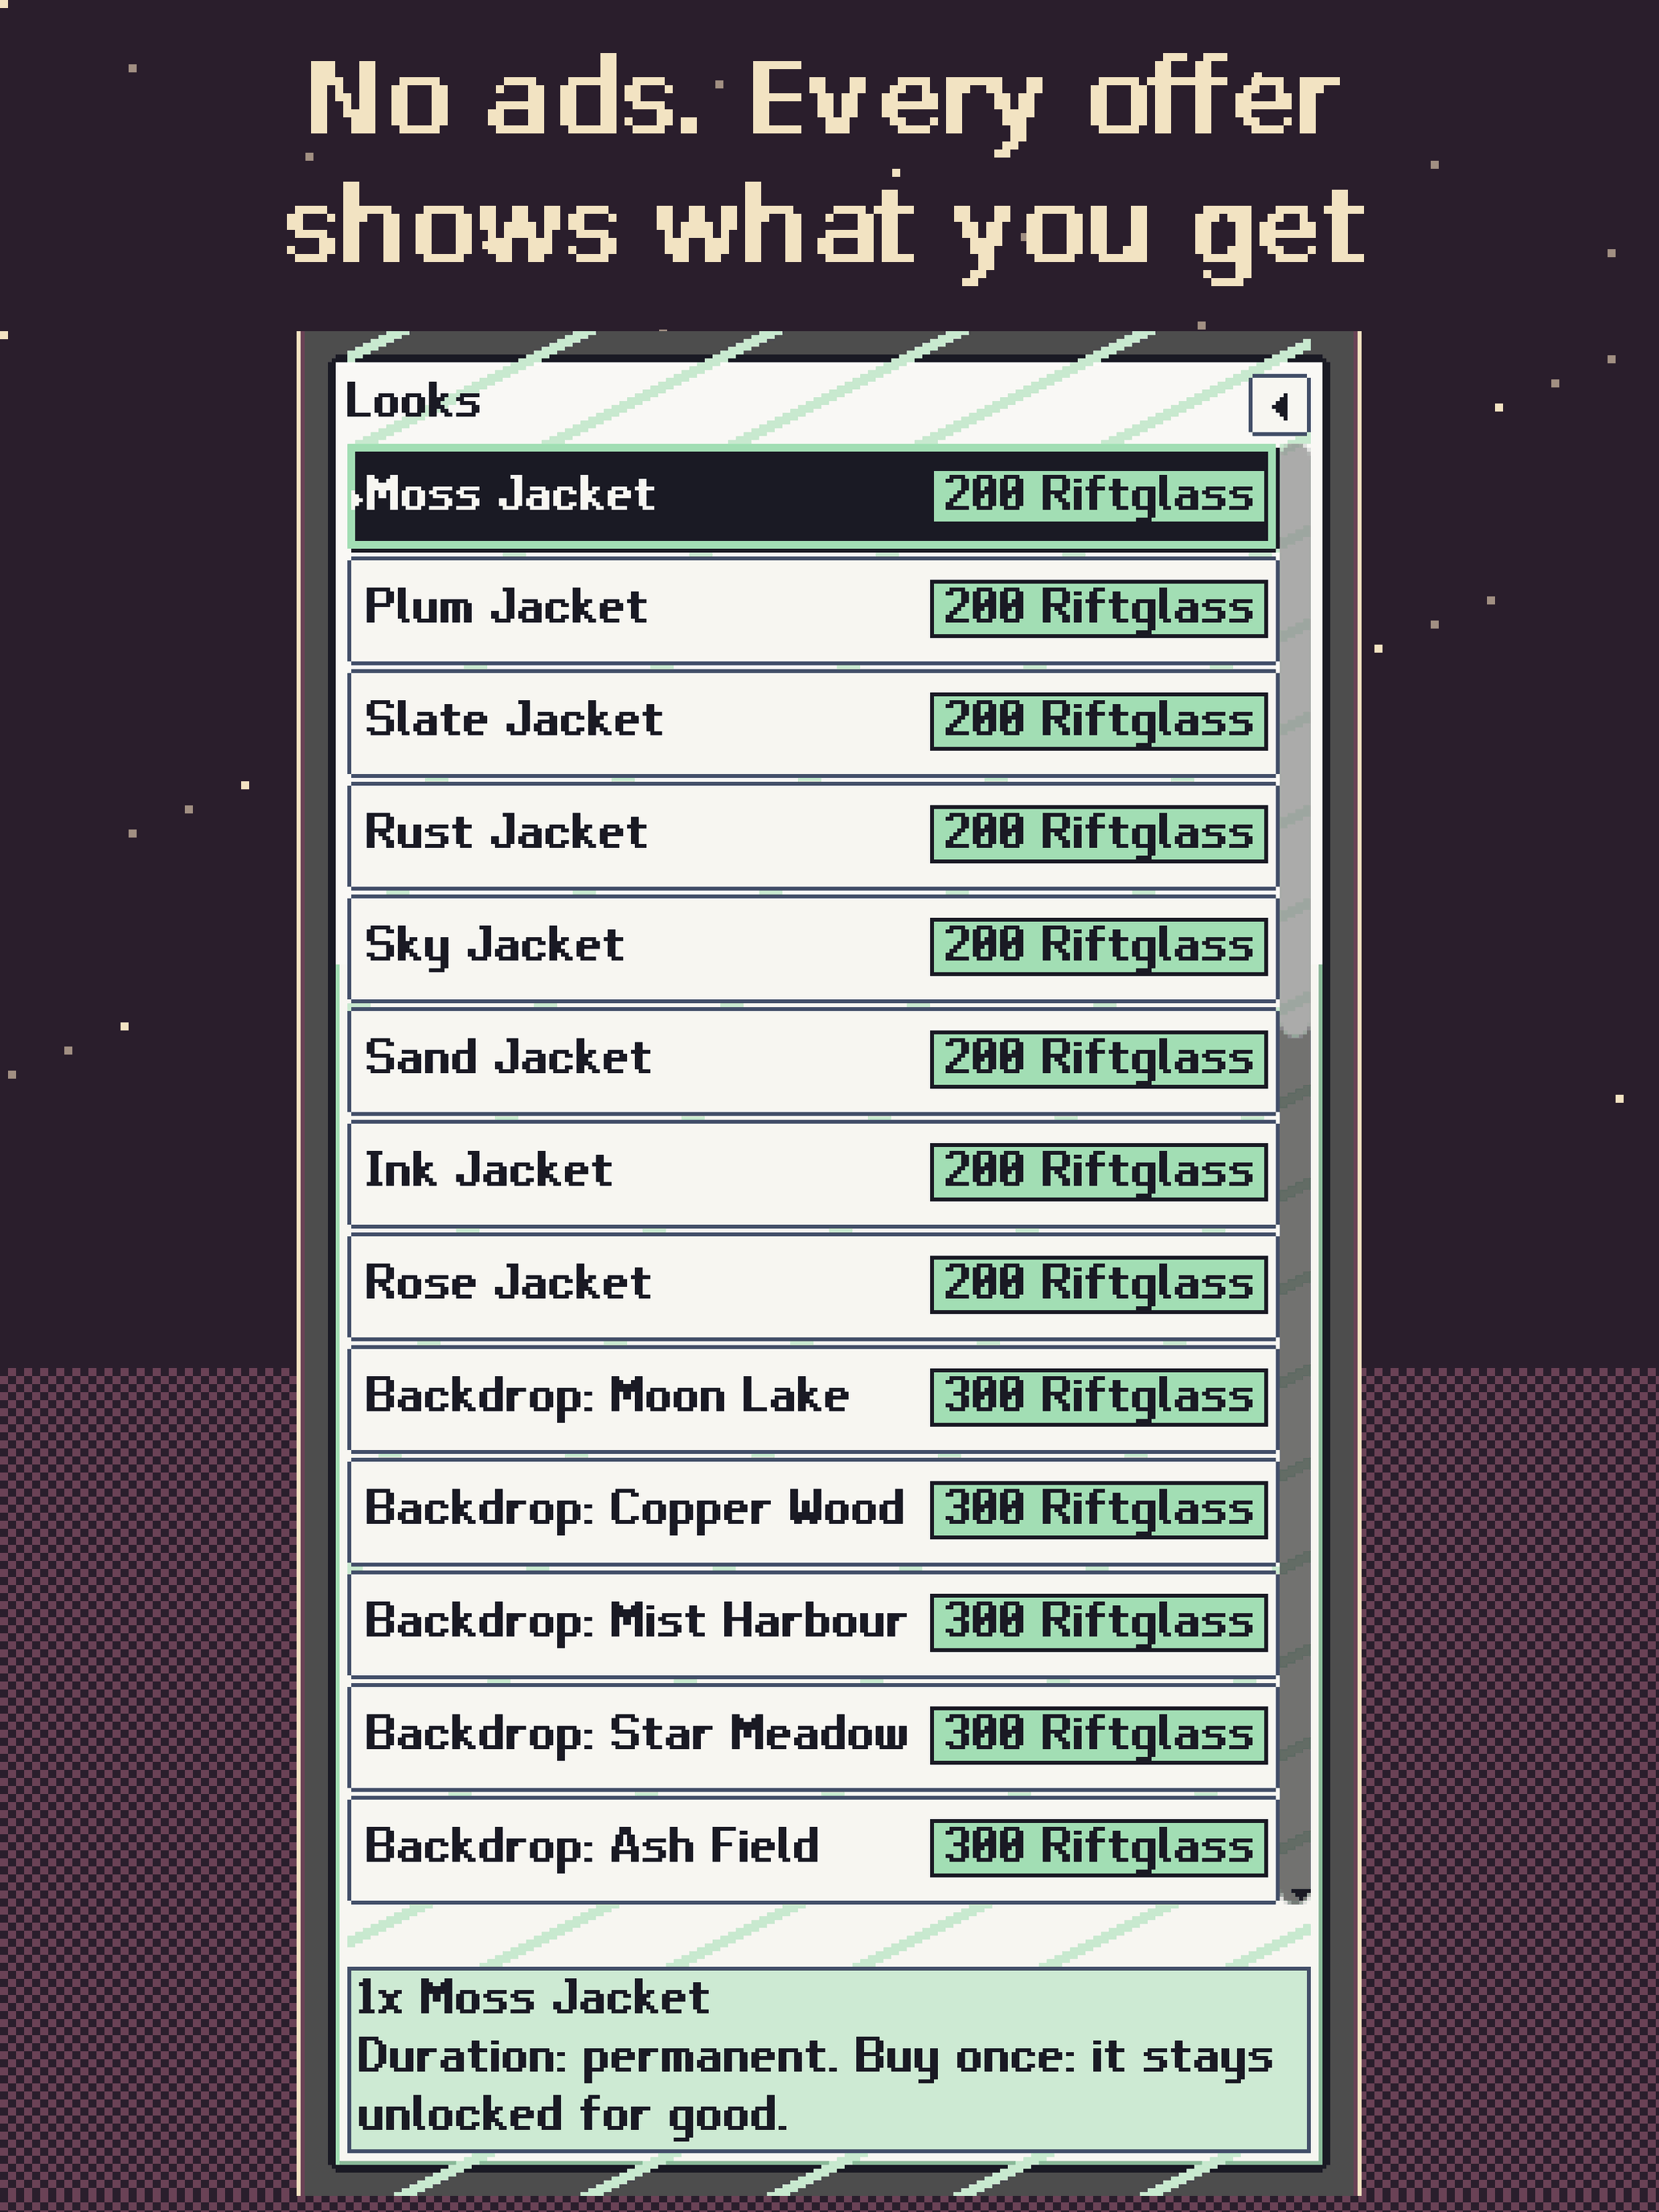 No ads. Every offer
shows what you get
Looks
Moss Jacket 200 Riftglass
Plum Jacket 200 Riftglass
Slate Jacket 200 Riftglass
Rust Jacket 200 Riftglass
Sky Jacket 200 Riftglass
Sand Jacket 200 Riftglass
Ink Jacket 200 Riftglass
Rose Jacket 200 Riftglass
Backdrop: Moon Lake 300 Riftglass
Backdrop: Copper Wood 300 Riftglass
Backdrop: Mist Harbour 300 Riftglass
Backdrop: Star Meadow 300 Riftglass
Backdrop: Ash Field 300 Riftglass
1x Moss Jacket
Duration: permanent. Buy once: it stays
unlocked for good.